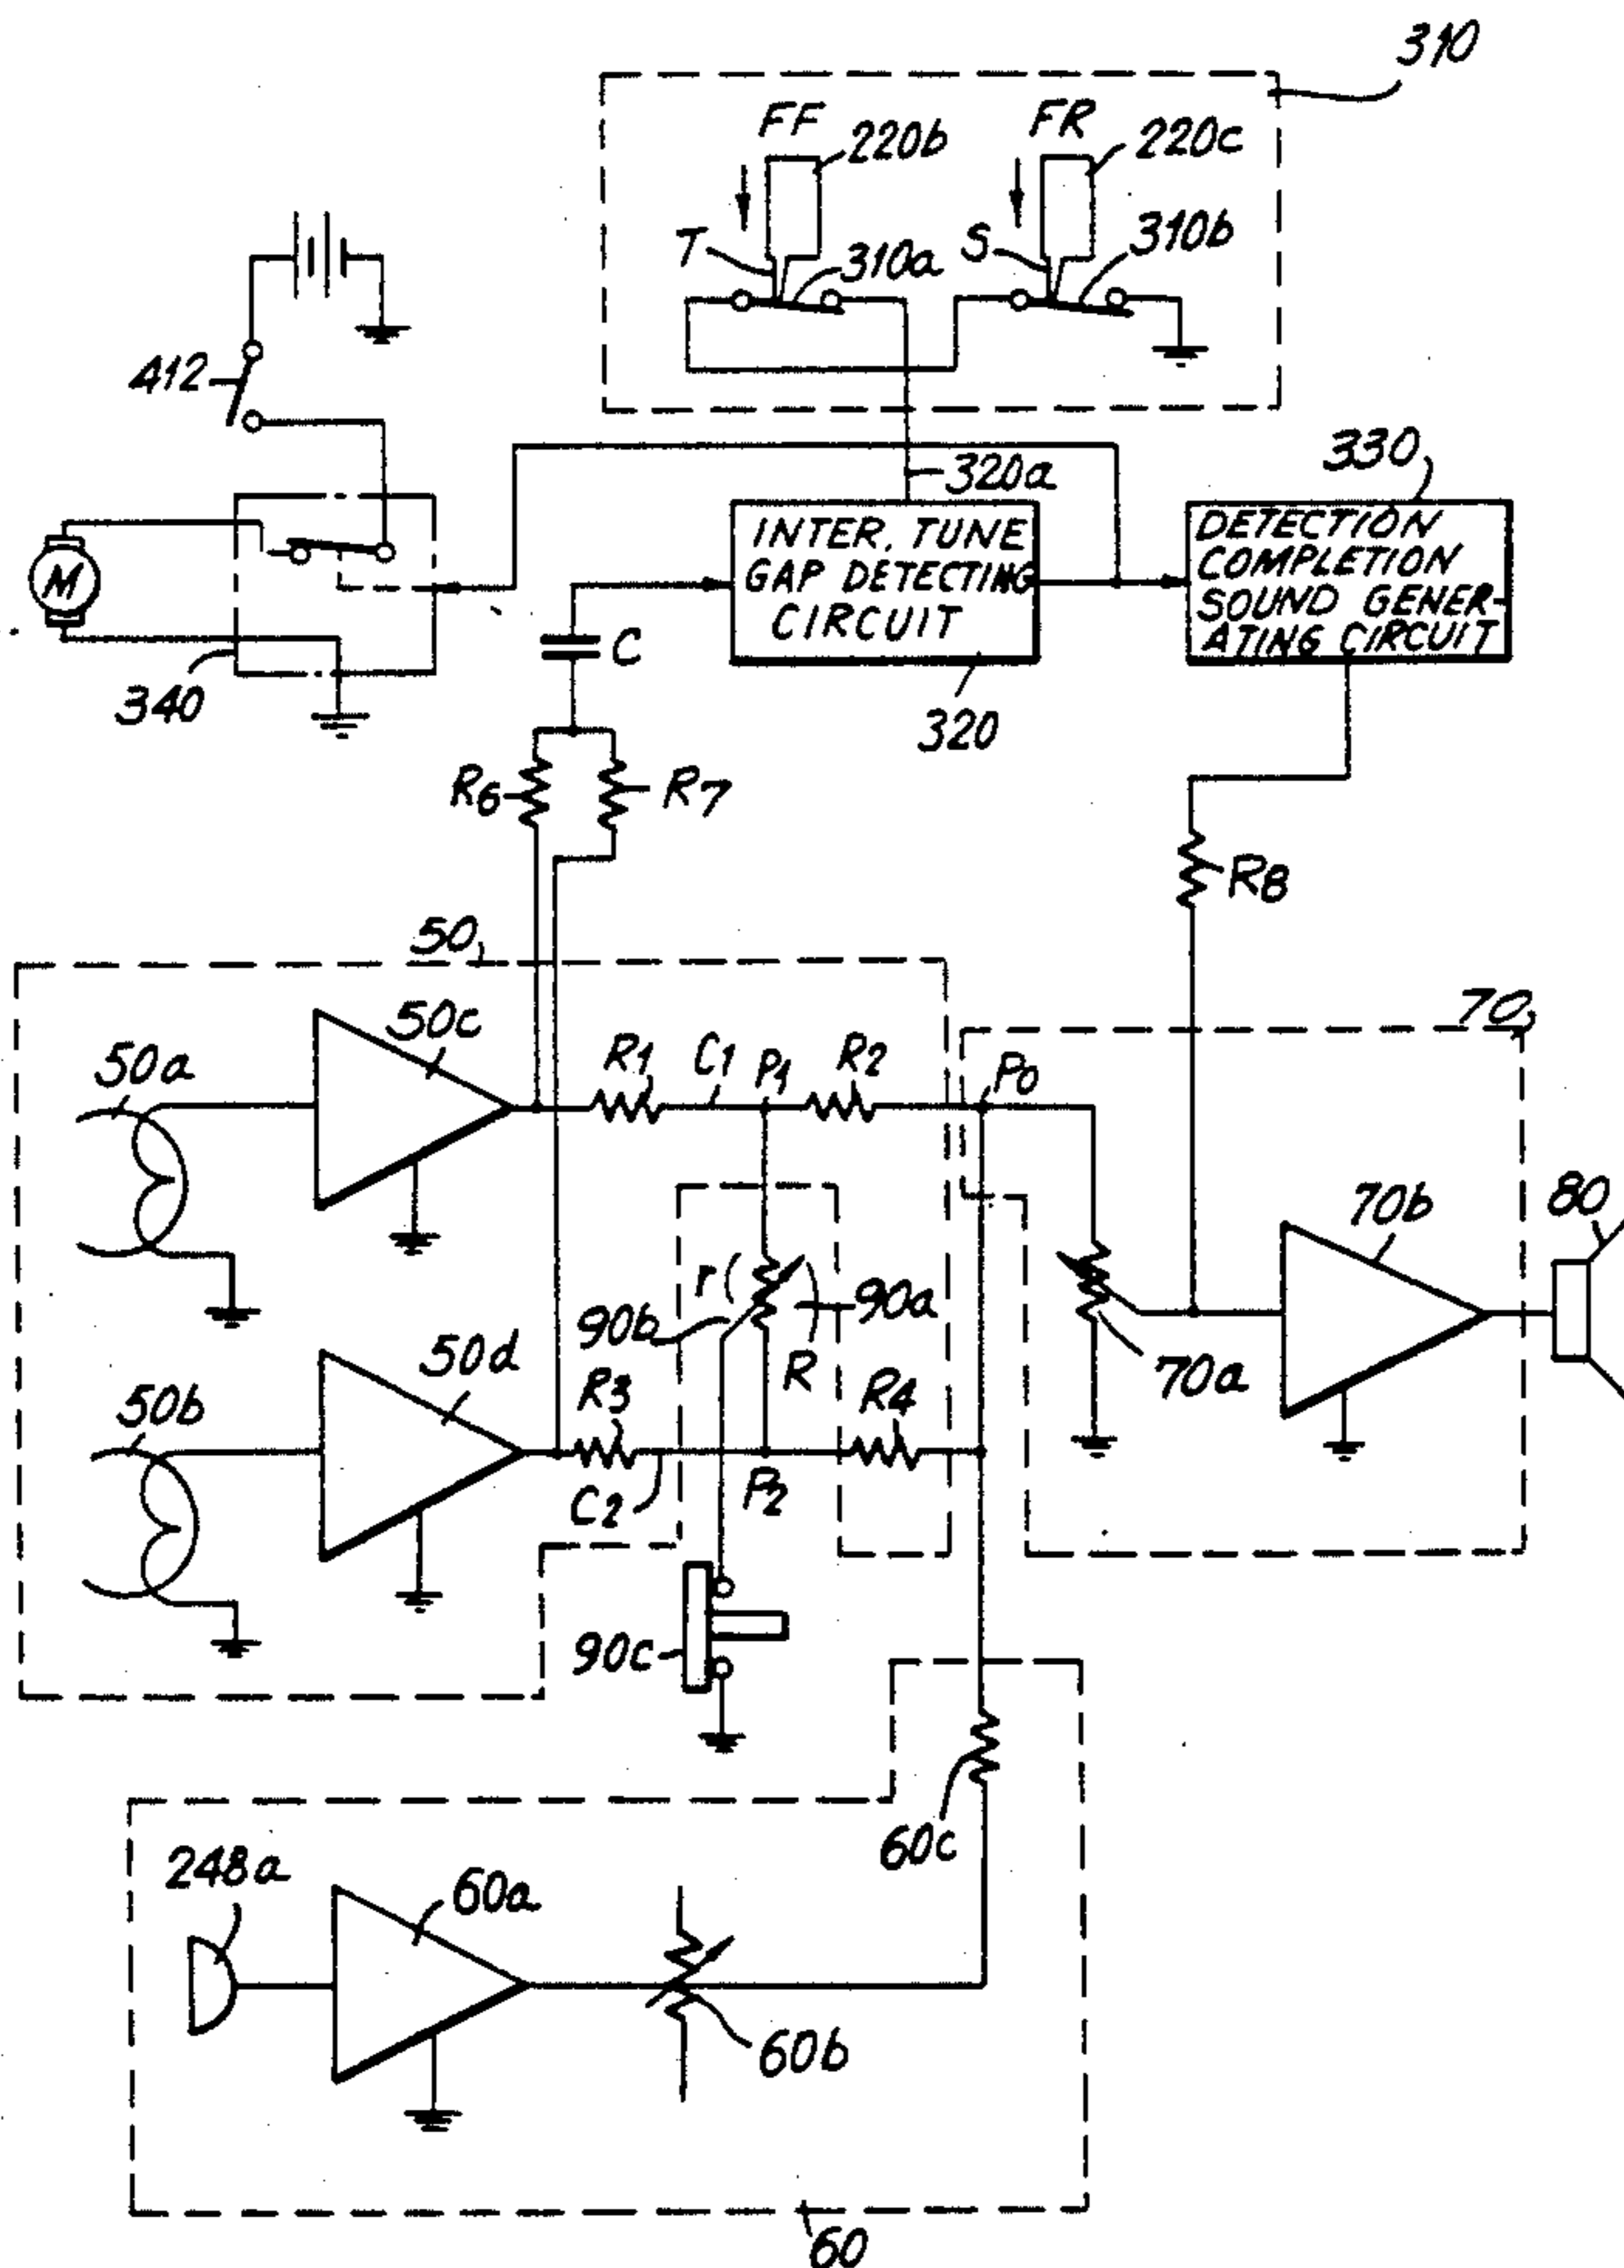 310
FF
220b
FR
220c
T
310a
S
310b
412
320a
330
INTER. TUNE
GAP DETECTING
CIRCUIT
DETECTION
COMPLETION
SOUND GENER-
ATING CIRCUIT
M
C
340
320
R6
R7
R8
50
70
50c
50a
R1
C1
P1
R2
P0
70b
80
r
90a
90b
R
70a
50d
50b
R3
R4
C2
P2
90c
60c
248a
60a
60b
60